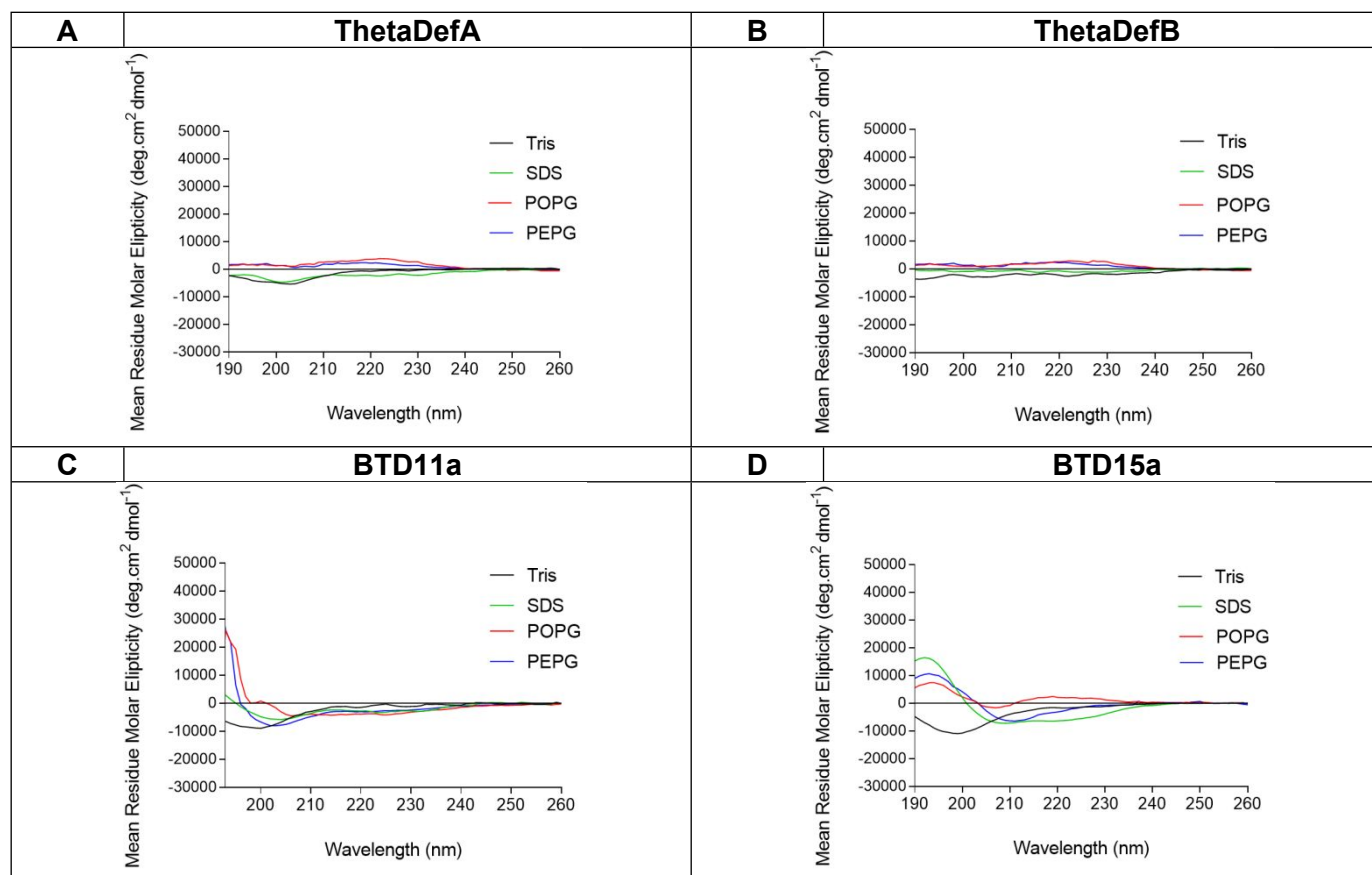 A ThetaDefA B ThetaDefB
Mean Residue Molar Elipticity (deg.cm² dmol⁻¹)
50000
40000
30000
20000
10000
0
-10000
-20000
-30000
190 200 210 220 230 240 250 260
Wavelength (nm)
Tris
SDS
POPG
PEPG
Mean Residue Molar Elipticity (deg.cm² dmol⁻¹)
50000
40000
30000
20000
10000
0
-10000
-20000
-30000
190 200 210 220 230 240 250 260
Wavelength (nm)
Tris
SDS
POPG
PEPG
C BTD11a D BTD15a
Mean Residue Molar Elipticity (deg.cm² dmol⁻¹)
50000
40000
30000
20000
10000
0
-10000
-20000
-30000
200 210 220 230 240 250 260
Wavelength (nm)
Tris
SDS
POPG
PEPG
Mean Residue Molar Elipticity (deg.cm² dmol⁻¹)
50000
40000
30000
20000
10000
0
-10000
-20000
-30000
190 200 210 220 230 240 250 260
Wavelength (nm)
Tris
SDS
POPG
PEPG